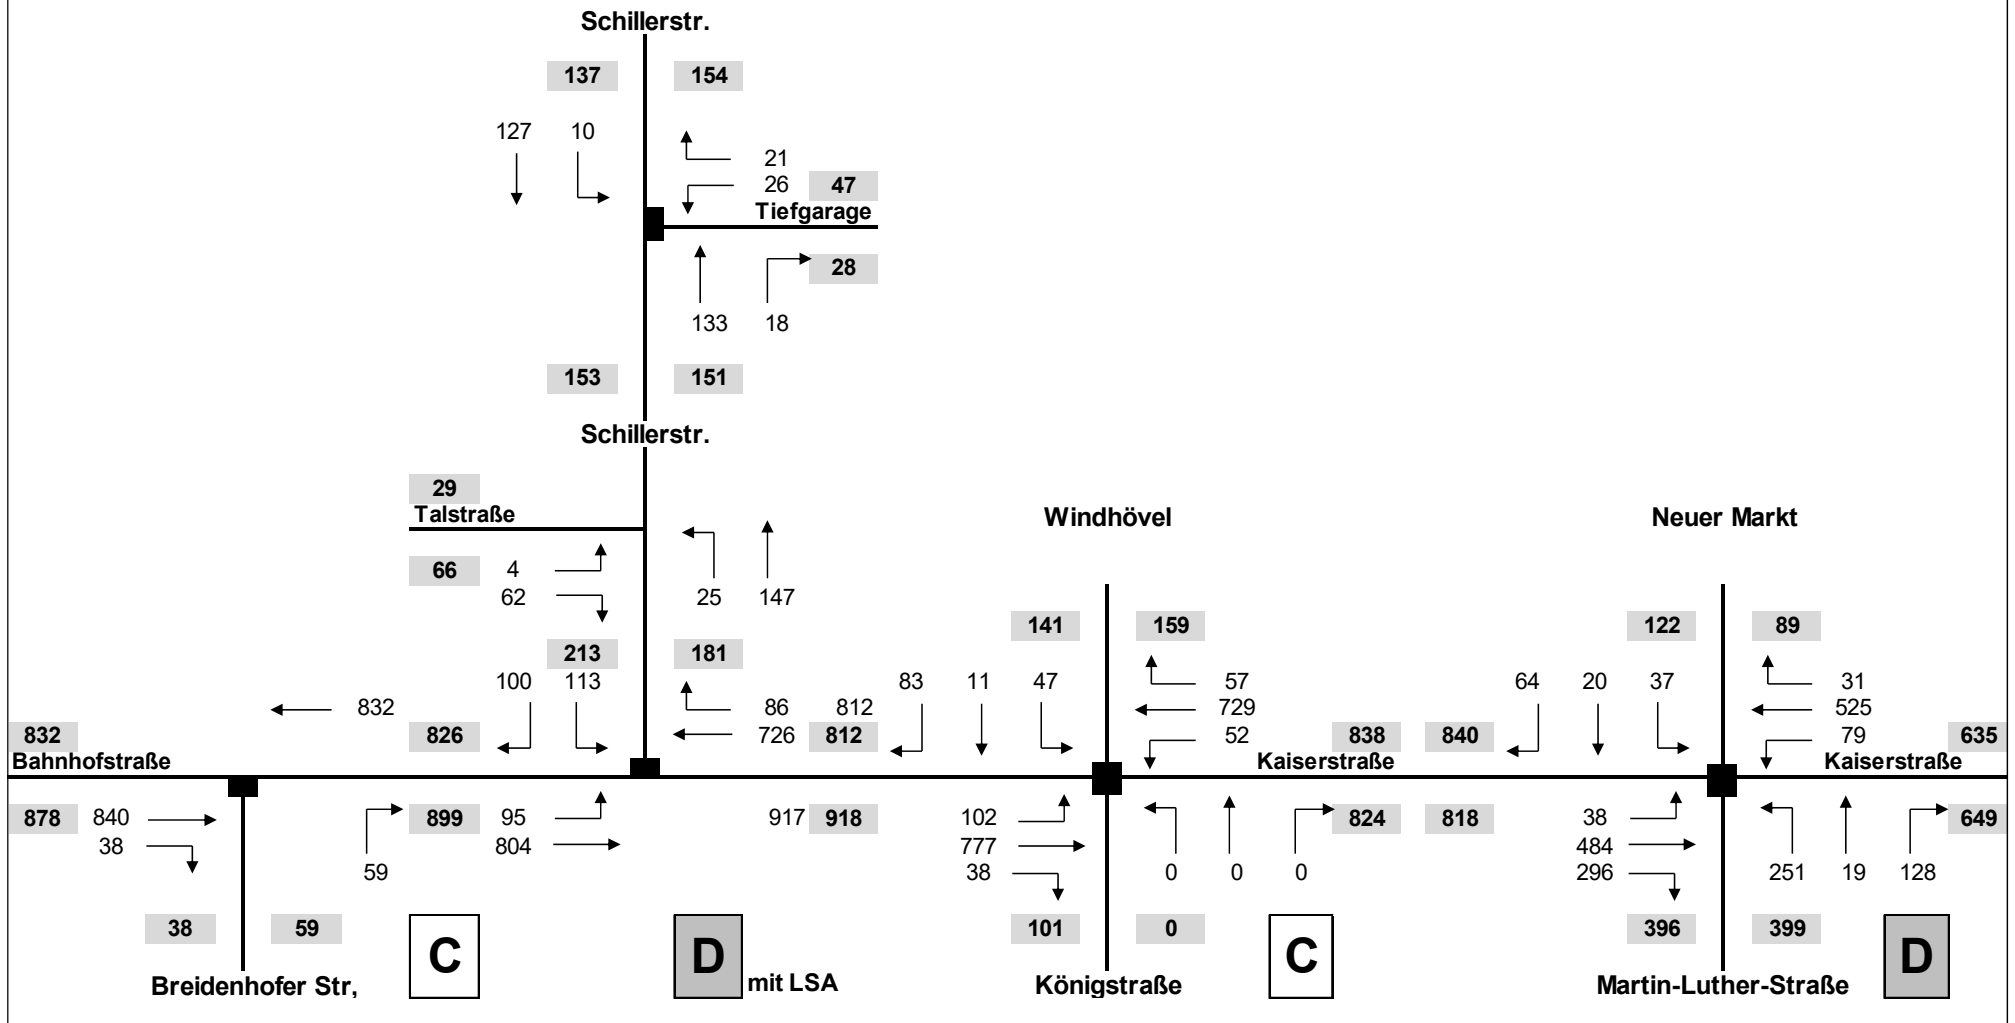 Schillerstr.
137 154
127 10
21
26 47
Tiefgarage
28
133 18
153 151
Schillerstr.
29
Talstraße
66 4
62
25 147
Windhövel
Neuer Markt
141 159
122 89
213 181
100 113
83 11 47
57
64 20 37
31
832
86 812
729
525
832
826
726 812
52
838 840
79
635
Bahnhofstraße
Kaiserstraße
Kaiserstraße
878 840
899 95
917 918
102
824 818
38
649
38
804
777
484
59
38
0 0 0
296
251 19 128
38 59
C
D
mit LSA
101 0
C
396 399
D
Breidenhofer Str,
Königstraße
Martin-Luther-Straße